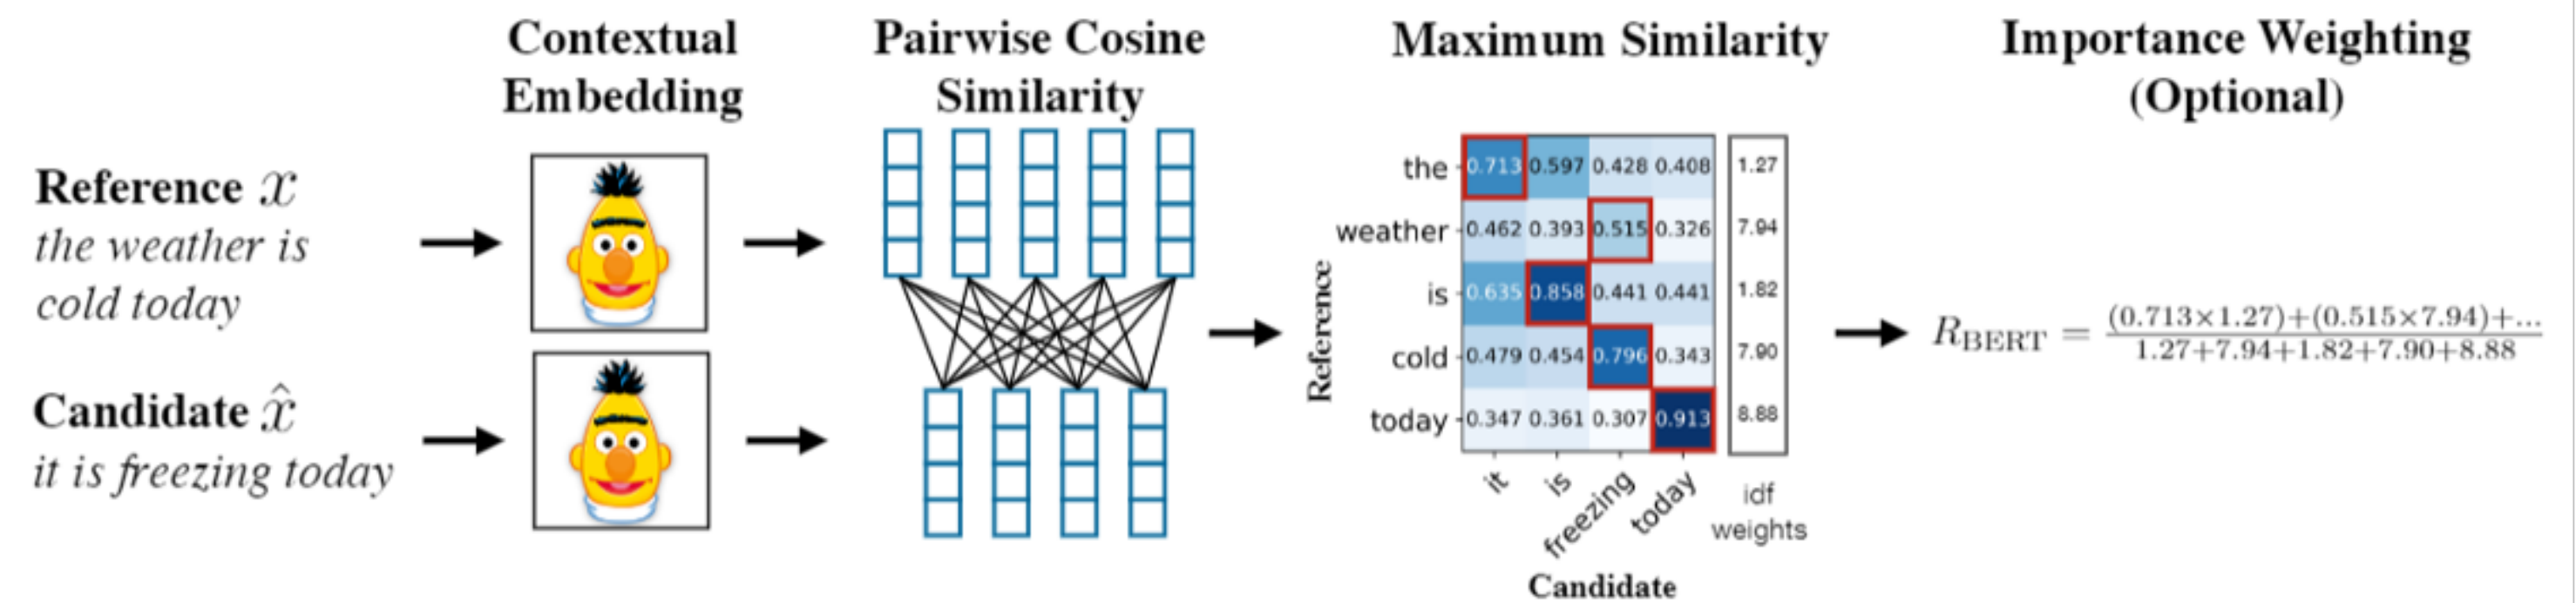 Contextual
Embedding
Pairwise Cosine
Similarity
Maximum Similarity
Importance Weighting
(Optional)
Reference x
the weather is
cold today
Candidate x̂
it is freezing today
Reference
the 0.713 0.597 0.428 0.408 1.27
weather 0.462 0.393 0.515 0.326 7.94
is 0.635 0.858 0.441 0.441 1.82
cold 0.479 0.454 0.796 0.343 7.90
today 0.347 0.361 0.307 0.913 8.88
it is freezing today
idf
weights
Candidate
R_BERT = (0.713×1.27)+(0.515×7.94)+...
1.27+7.94+1.82+7.90+8.88